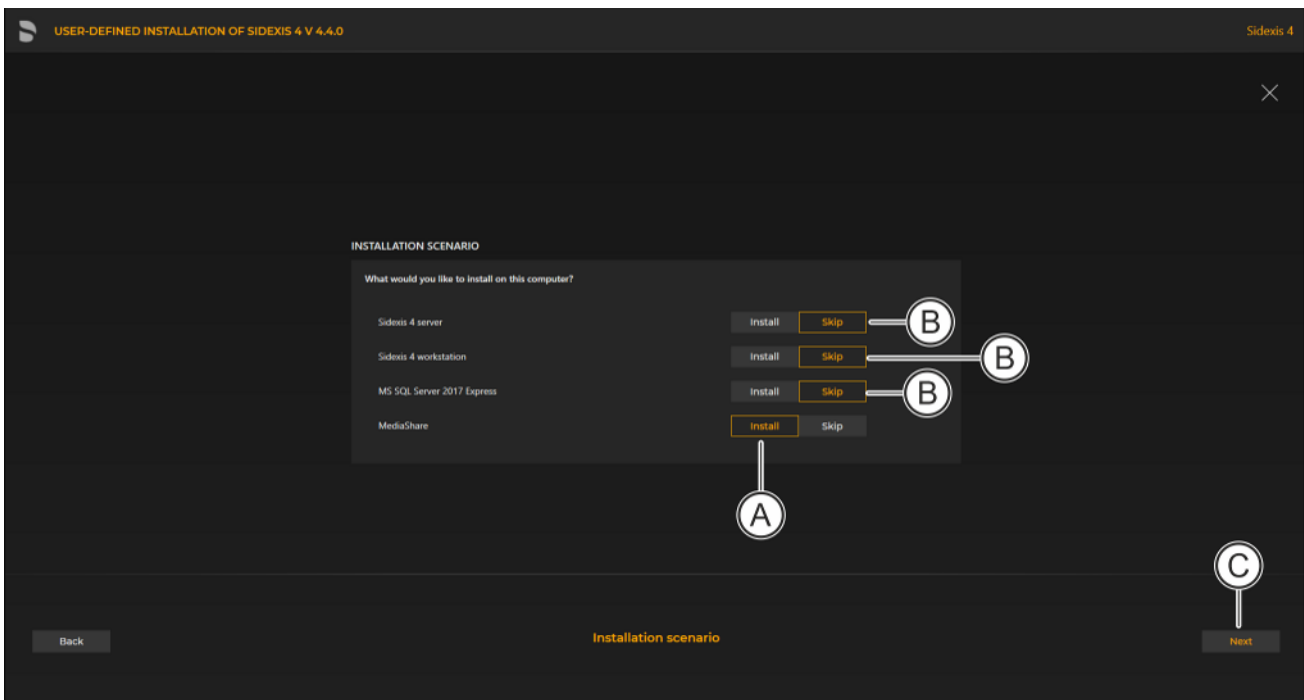 USER-DEFINED INSTALLATION OF SIDEXIS 4 V 4.4.0
Sidexis 4
INSTALLATION SCENARIO
What would you like to install on this computer?
Sidexis 4 server Install Skip B
Sidexis 4 workstation Install Skip B
MS SQL Server 2017 Express Install Skip B
MediaShare Install Skip
A
C
Back Installation scenario Next